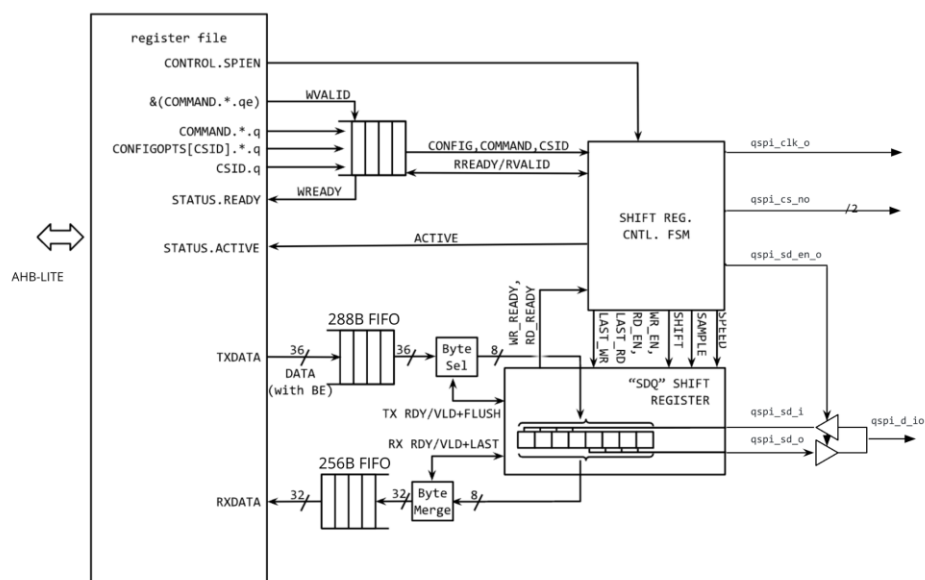 register file
CONTROL.SPIEN
&(COMMAND.*.qe)
WVALID
COMMAND.*.q
CONFIGOPTS[CSID].*.q
CSID.q
CONFIG,COMMAND,CSID
RREADY/RVALID
WREADY
STATUS.READY
qspi_clk_o
qspi_cs_no
/2
SHIFT REG.
CNTL. FSM
ACTIVE
STATUS.ACTIVE
qspi_sd_en_o
AHB-LITE
WR_READY,
RD_READY
LAST_WR
LAST_RD
RD_EN,
WR_EN,
SHIFT
SAMPLE
SPEED
288B FIFO
TXDATA
36
DATA
(with BE)
36
Byte
Sel
8
"SDQ" SHIFT
REGISTER
TX RDY/VLD+FLUSH
qspi_sd_i
qspi_d_io
qspi_sd_o
RX RDY/VLD+LAST
256B FIFO
RXDATA
32
32
Byte
Merge
8